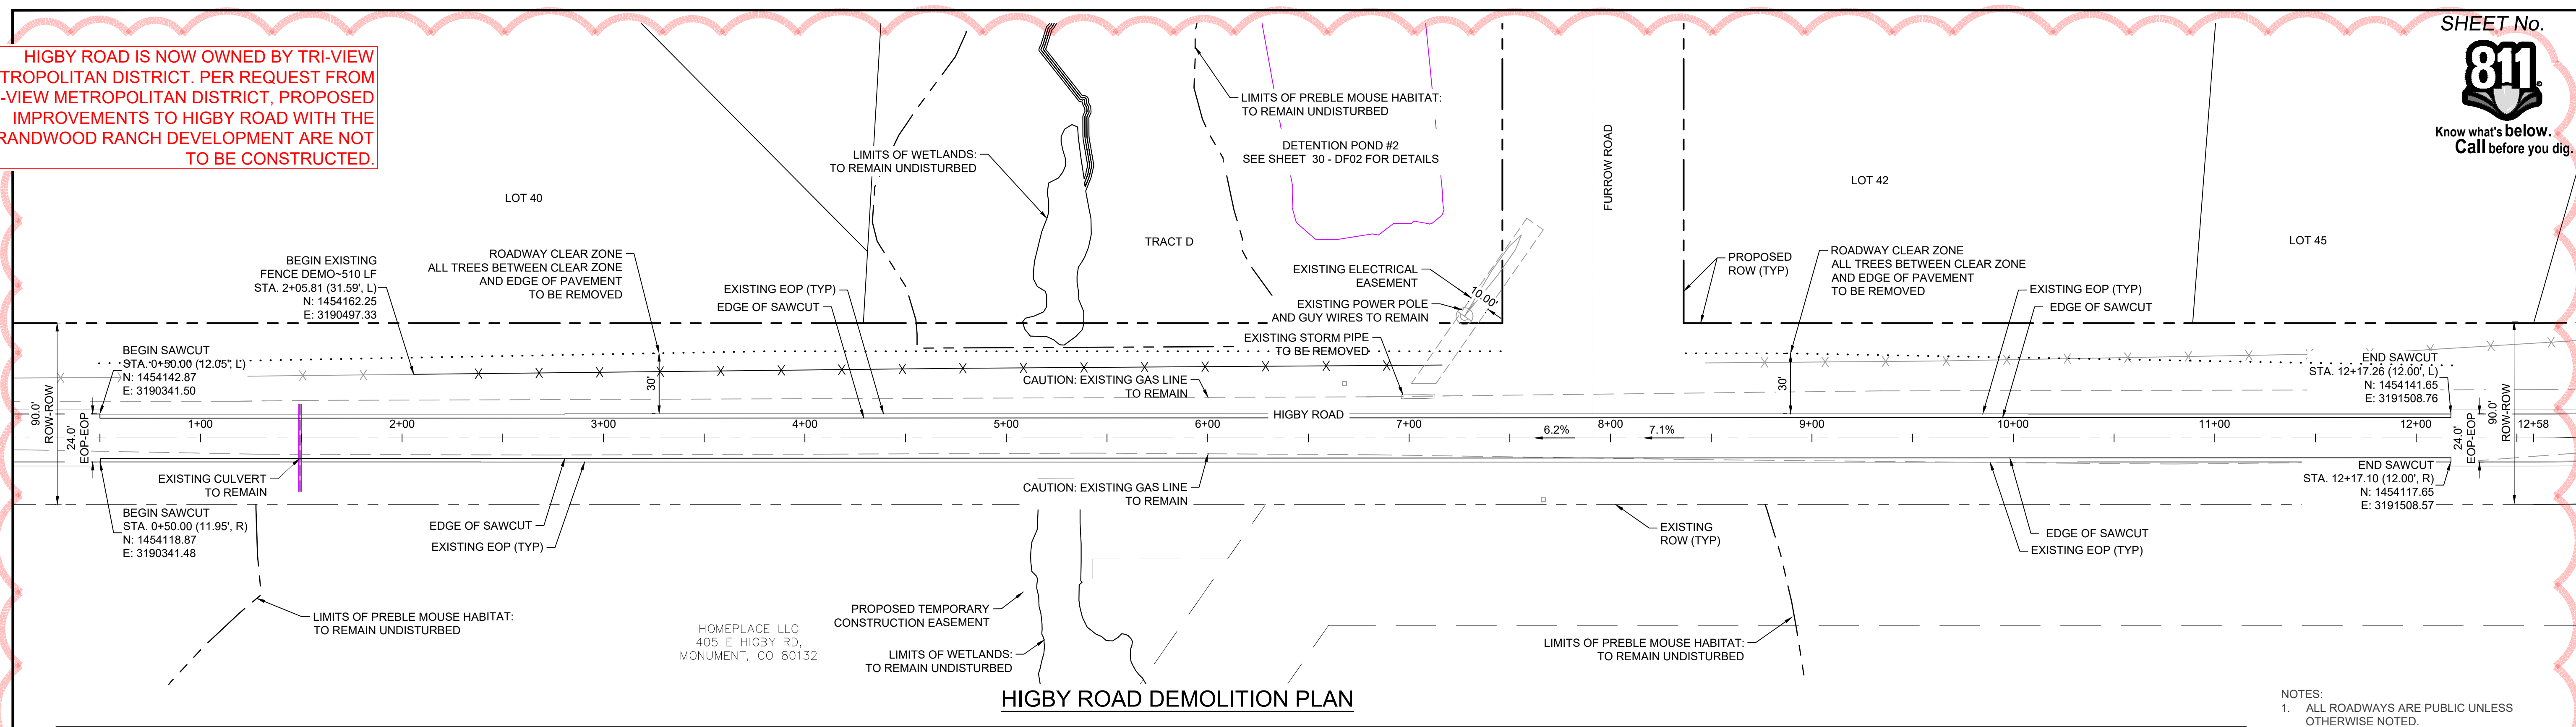 SHEET No.
811
Know what's below.
Call before you dig.
HIGBY ROAD IS NOW OWNED BY TRI-VIEW
TROPOLITAN DISTRICT. PER REQUEST FROM
-VIEW METROPOLITAN DISTRICT, PROPOSED
IMPROVEMENTS TO HIGBY ROAD WITH THE
RANDWOOD RANCH DEVELOPMENT ARE NOT
TO BE CONSTRUCTED.
LIMITS OF PREBLE MOUSE HABITAT:
TO REMAIN UNDISTURBED
DETENTION POND #2
SEE SHEET 30 - DF02 FOR DETAILS
LIMITS OF WETLANDS:
TO REMAIN UNDISTURBED
FURROW ROAD
LOT 40
LOT 42
TRACT D
LOT 45
BEGIN EXISTING
FENCE DEMO~510 LF
STA. 2+05.81 (31.59', L)
N: 1454162.25
E: 3190497.33
ROADWAY CLEAR ZONE
ALL TREES BETWEEN CLEAR ZONE
AND EDGE OF PAVEMENT
TO BE REMOVED
EXISTING EOP (TYP)
EDGE OF SAWCUT
EXISTING ELECTRICAL
EASEMENT
10.00'
EXISTING POWER POLE
AND GUY WIRES TO REMAIN
EXISTING STORM PIPE
TO BE REMOVED
PROPOSED
ROW (TYP)
ROADWAY CLEAR ZONE
ALL TREES BETWEEN CLEAR ZONE
AND EDGE OF PAVEMENT
TO BE REMOVED
EXISTING EOP (TYP)
EDGE OF SAWCUT
BEGIN SAWCUT
STA. 0+50.00 (12.05', L)
N: 1454142.87
E: 3190341.50
30'
CAUTION: EXISTING GAS LINE
TO REMAIN
30'
END SAWCUT
STA. 12+17.26 (12.00', L)
N: 1454141.65
E: 3191508.76
90.0'
ROW-ROW
24.0'
EOP-EOP
HIGBY ROAD
1+00
2+00
3+00
4+00
5+00
6+00
7+00
6.2%
8+00
7.1%
9+00
10+00
11+00
12+00
12+58
24.0'
EOP-EOP
90.0'
ROW-ROW
EXISTING CULVERT
TO REMAIN
BEGIN SAWCUT
STA. 0+50.00 (11.95', R)
N: 1454118.87
E: 3190341.48
EDGE OF SAWCUT
EXISTING EOP (TYP)
CAUTION: EXISTING GAS LINE
TO REMAIN
EXISTING
ROW (TYP)
END SAWCUT
STA. 12+17.10 (12.00', R)
N: 1454117.65
E: 3191508.57
EDGE OF SAWCUT
EXISTING EOP (TYP)
LIMITS OF PREBLE MOUSE HABITAT:
TO REMAIN UNDISTURBED
HOMEPLACE LLC
405 E HIGBY RD,
MONUMENT, CO 80132
PROPOSED TEMPORARY
CONSTRUCTION EASEMENT
LIMITS OF WETLANDS:
TO REMAIN UNDISTURBED
LIMITS OF PREBLE MOUSE HABITAT:
TO REMAIN UNDISTURBED
HIGBY ROAD DEMOLITION PLAN
NOTES:
1. ALL ROADWAYS ARE PUBLIC UNLESS
OTHERWISE NOTED.